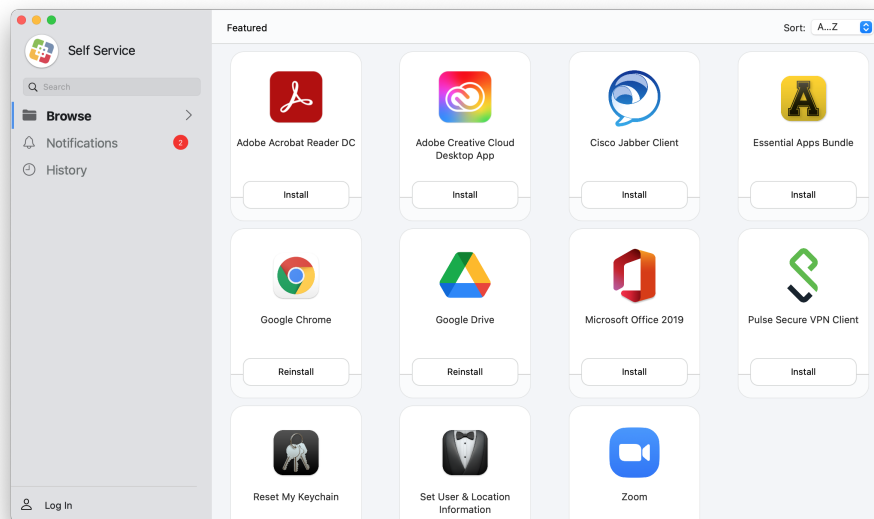 Self Service
Search
Browse
Notifications
2
History
Log In
Featured
Sort:
A...Z
Adobe Acrobat Reader DC
Install
Adobe Creative Cloud
Desktop App
Install
Cisco Jabber Client
Install
A
Essential Apps Bundle
Install
Google Chrome
Reinstall
Google Drive
Reinstall
Microsoft Office 2019
Install
Pulse Secure VPN Client
Install
Reset My Keychain
Set User & Location
Information
Zoom